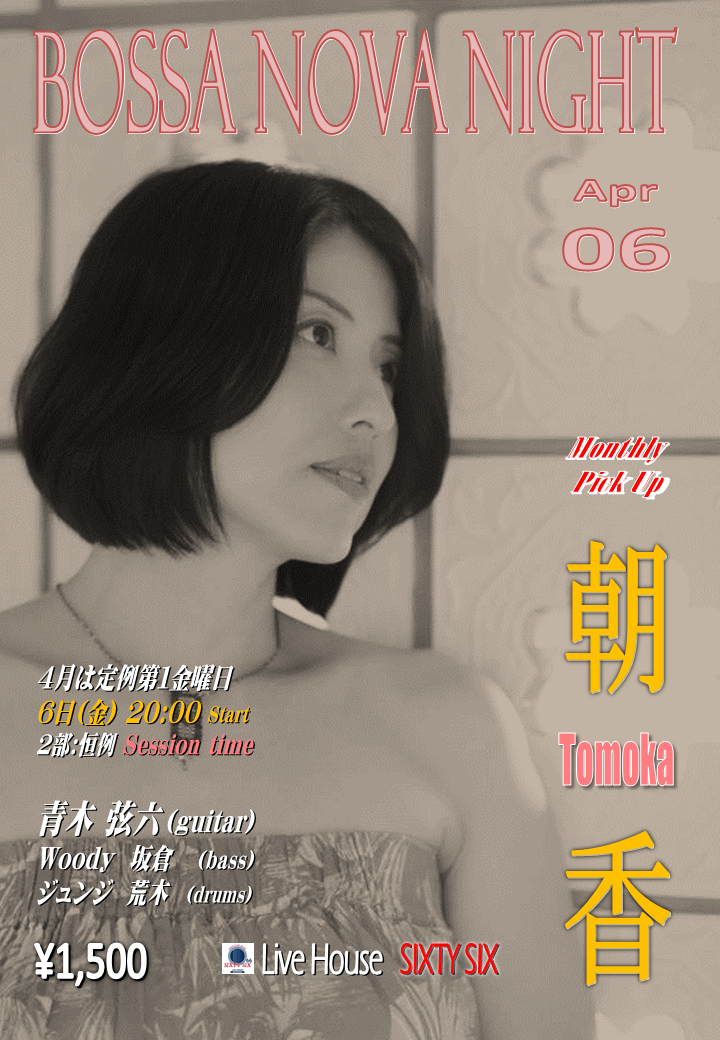 BOSSA NOVA NIGHT
Apr
06
Monthly
Pick Up
朝
Tomoka
香
4月は定例第1金曜日
6日(金) 20:00 Start
2部:恒例 Session time
青木 弦六(guitar)
Woody 坂倉 (bass)
ジュンジ 荒木 (drums)
¥1,500
SIXTY SIX Live House SIXTY SIX